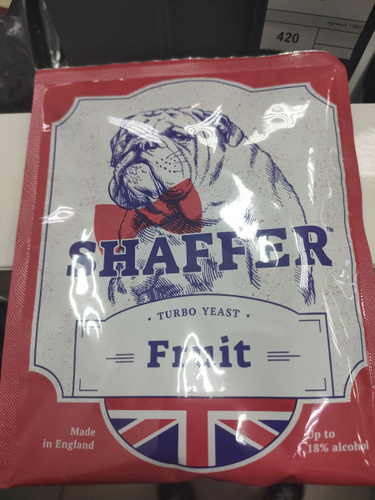 420
SHAFFER™
· TURBO YEAST ·
Fruit
Made
in England
Up to
18% alcohol